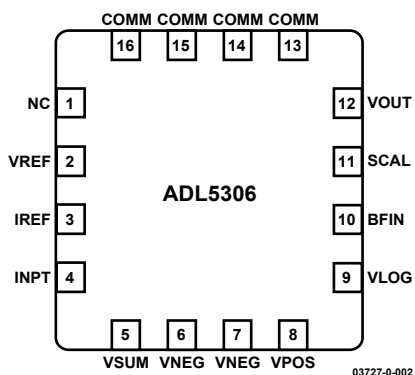 COMM COMM COMM COMM
16 15 14 13
NC 1
12 VOUT
VREF 2
11 SCAL
ADL5306
IREF 3
10 BFIN
INPT 4
9 VLOG
5 6 7 8
VSUM VNEG VNEG VPOS
03727-0-002